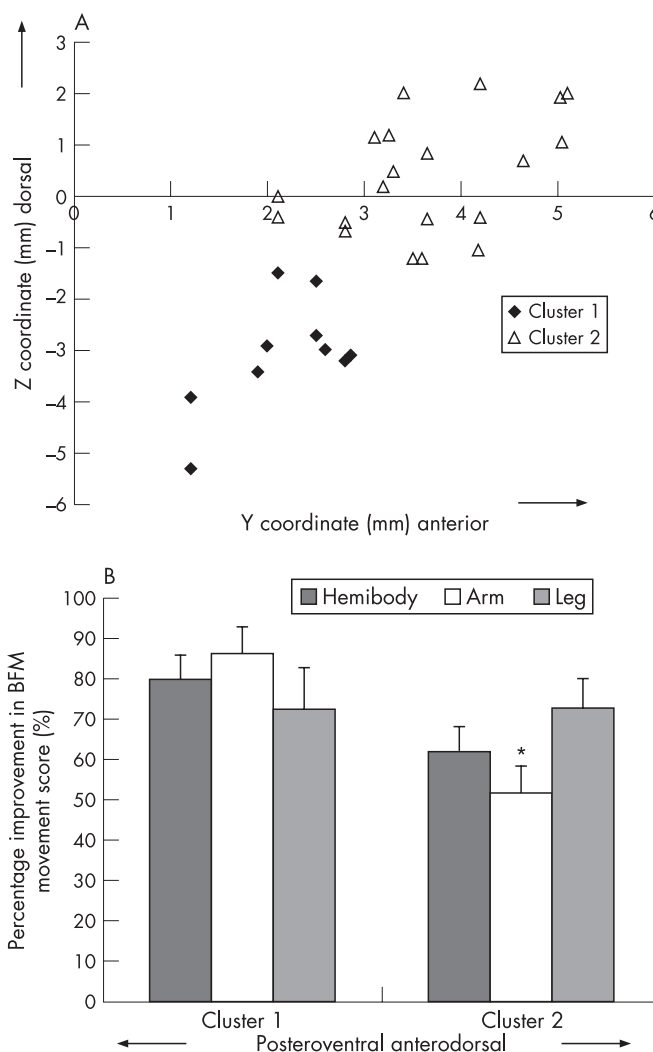 A
3
2
1
0
–1
–2
–3
–4
–5
–6
0 1 2 3 4 5 6
Z coordinate (mm) dorsal
Cluster 1
Cluster 2
Y coordinate (mm) anterior
B
Hemibody Arm Leg
100
90
80
70
60
50
40
30
20
10
0
Percentage improvement in BFM
movement score (%)
*
Cluster 1 Cluster 2
Posteroventral anterodorsal